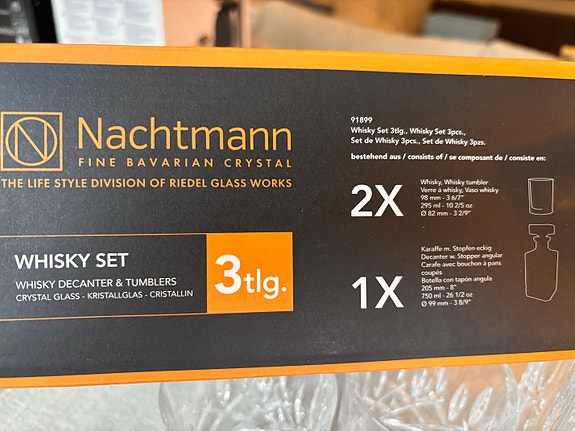 Nachtmann
FINE BAVARIAN CRYSTAL
THE LIFE STYLE DIVISION OF RIEDEL GLASS WORKS
WHISKY SET
WHISKY DECANTER & TUMBLERS
CRYSTAL GLASS - KRISTALLGLAS - CRISTALLIN
3tlg.
91899
Whisky Set 3tlg., Whisky Set 3pcs.,
Set de Whisky 3pcs., Set de Whisky 3pzs.
bestehend aus / consists of / se composant de / consiste en:
2X
Whisky, Whisky tumbler
Verre à whisky, Vaso whisky
98 mm - 3 6/7"
295 ml - 10 2/5 oz
Ø 82 mm - 3 2/9"
1X
Karaffe m. Stopfen eckig
Decanter w. Stopper angular
Carafe avec bouchon à pans
coupés
Botella con tapón angula
205 mm - 8"
750 ml - 26 1/2 oz
Ø 99 mm - 3 8/9"